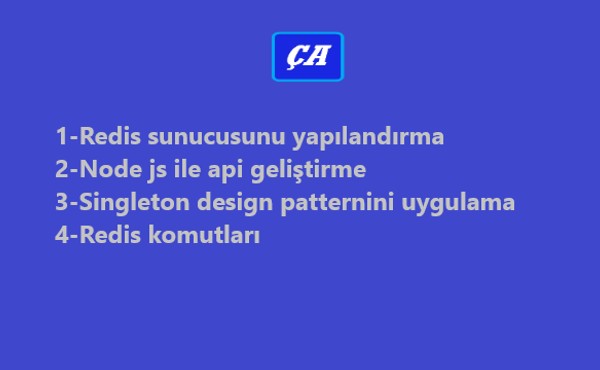 ÇA
1-Redis sunucusunu yapılandırma
2-Node js ile api geliştirme
3-Singleton design patternini uygulama
4-Redis komutları